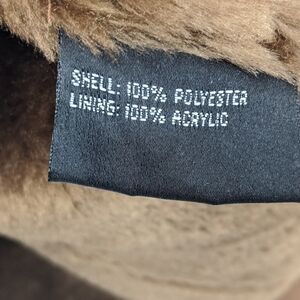 SHELL: 100% POLYESTER
LINING: 100% ACRYLIC